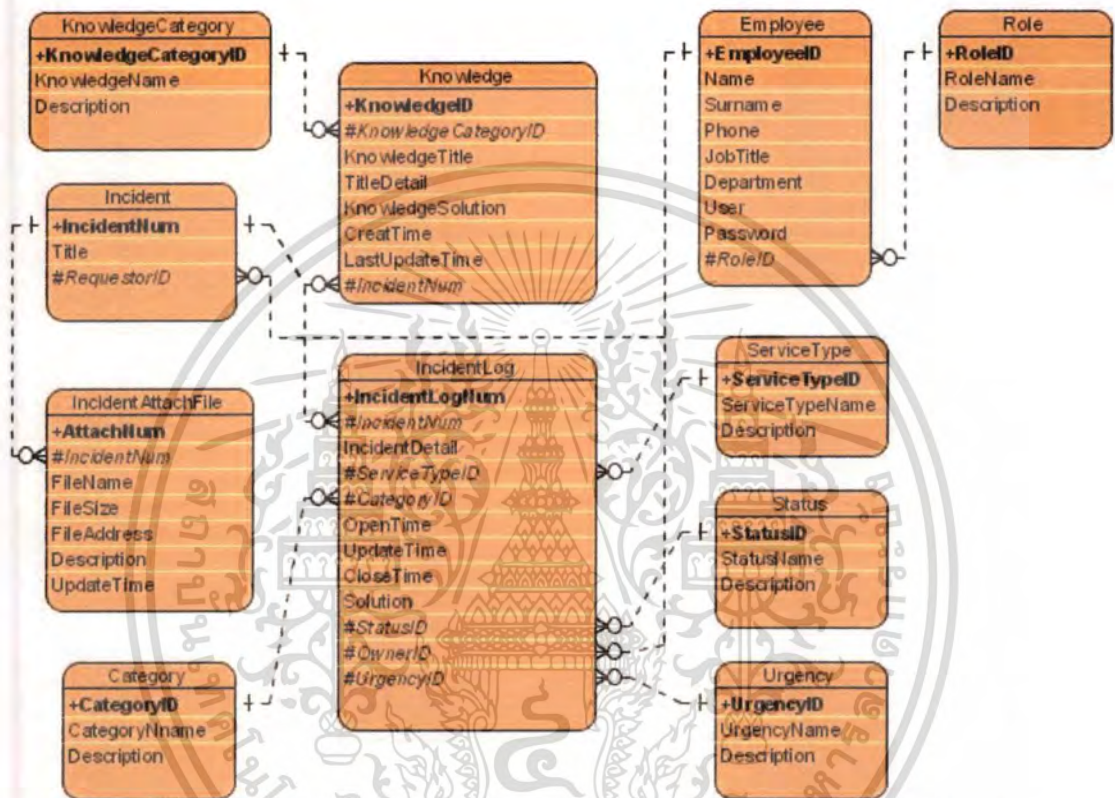 KnowledgeCategory
+KnowledgeCategoryID
KnowledgeName
Description
Knowledge
+KnowledgeID
#KnowledgeCategoryID
KnowledgeTitle
TitleDetail
KnowledgeSolution
CreatTime
LastUpdateTime
#IncidentNum
Employee
+EmployeeID
Name
Surname
Phone
JobTitle
Department
User
Password
#RoleID
Role
+RoleID
RoleName
Description
Incident
+IncidentNum
Title
#RequestorID
IncidentAttachFile
+AttachNum
#IncidentNum
FileName
FileSize
FileAddress
Description
UpdateTime
IncidentLog
+IncidentLogNum
#IncidentNum
IncidentDetail
#ServiceTypeID
#CategoryID
OpenTime
UpdateTime
CloseTime
Solution
#StatusID
#OwnerID
#UrgencyID
ServiceType
+ServiceTypeID
ServiceTypeName
Description
Status
+StatusID
StatusName
Description
Category
+CategoryID
CategoryNname
Description
Urgency
+UrgencyID
UrgencyName
Description